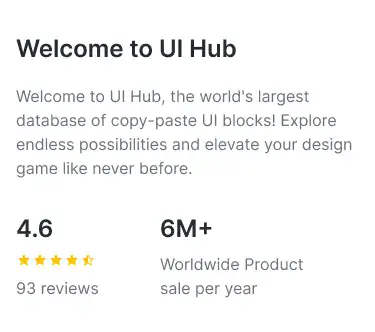 Welcome to UI Hub
Welcome to UI Hub, the world's largest
database of copy-paste UI blocks! Explore
endless possibilities and elevate your design
game like never before.
4.6
93 reviews
6M+
Worldwide Product
sale per year